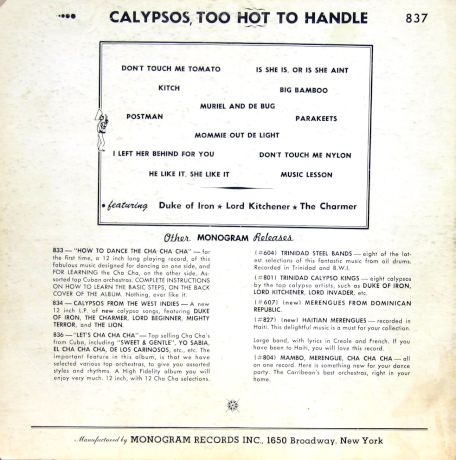 CALYPSOS, TOO HOT TO HANDLE 837
DON'T TOUCH ME TOMATO IS SHE IS, OR IS SHE AINT
KITCH BIG BAMBOO
MURIEL AND DE BUG
POSTMAN PARAKEETS
MOMMIE OUT DE LIGHT
I LEFT HER BEHIND FOR YOU DON'T TOUCH ME NYLON
HE LIKE IT, SHE LIKE IT MUSIC LESSON
featuring Duke of Iron ★ Lord Kitchener ★ The Charmer
Other MONOGRAM Releases
833 — "HOW TO DANCE THE CHA CHA CHA" — for
the first time, a 12 inch long playing record, of this
fabulous music designed for dancing on one side, and
FOR LEARNING the Cha Cha, on the other side. As-
sorted top Cuban orchestras. COMPLETE INSTRUCTIONS
ON HOW TO LEARN THE BASIC STEPS, ON THE BACK
COVER OF THE ALBUM. Nothing, ever like it.
834 — CALYPSOS FROM THE WEST INDIES — A new
12 inch L.P. of new calypso songs, featuring DUKE
OF IRON, THE CHARMER, LORD BEGINNER, MIGHTY
TERROR, and THE LION.
836 — "LET'S CHA CHA CHA" — Top selling Cha Cha's
from Cuba, including "SWEET & GENTLE", YO SABIA,
EL CHA CHA CHA, DE LOS CARINOSOS, etc., etc. The
important feature in this album, is that we have
selected various top orchestras, to give you assorted
styles and rhythms. A High Fidelity album you will
enjoy very much. 12 inch, with 12 Cha Cha selections.
(#604) TRINIDAD STEEL BANDS — eight of the lat-
est selections of this fantastic music from oil drums.
Recorded in Trinidad and B.W.I.
(#801) TRINIDAD CALYPSO KINGS — eight calypsos
by the top calypso artists, such as DUKE OF IRON,
LORD KITCHENER, LORD INVADER, etc.
(#607) (new) MERENGUES FROM DOMINICAN
REPUBLIC.
(#827) (new) HAITIAN MERENGUES — recorded in
Haiti. This delightful music is a must for your collection.
Large band, with lyrics in Creole and French. If you
have been to Haiti, you will love this record.
(#804) MAMBO, MERENGUE, CHA CHA CHA — all
on one record. Here is something new for your dance
party. The Carribean's best orchestras, right in your
home.
Manufactured by MONOGRAM RECORDS INC., 1650 Broadway, New York